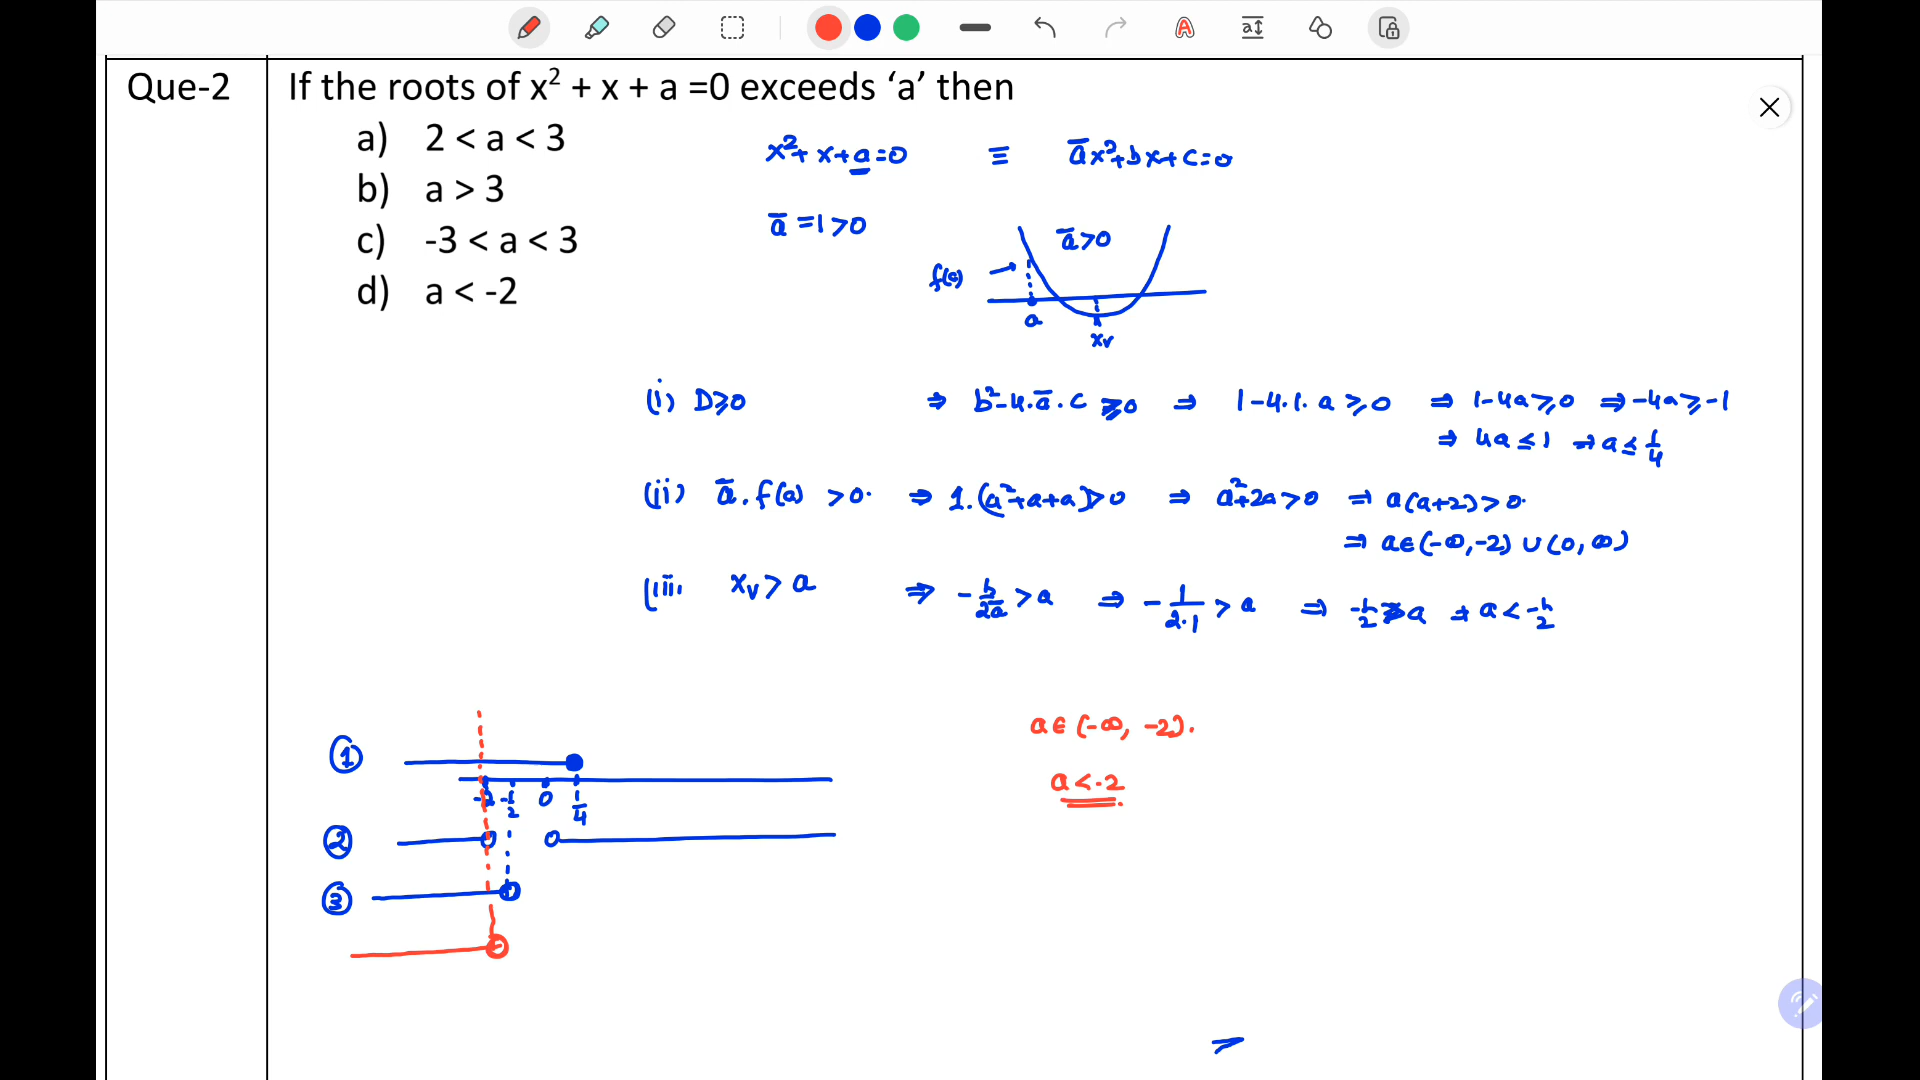 Que-2
If the roots of x² + x + a =0 exceeds ‘a’ then
a) 2 < a < 3
b) a > 3
c) -3 < a < 3
d) a < -2
x²+ x+a=0 ≡ āx²+bx+c=0
ā =1>0
ā>0
f(a)
a
xᵥ
(i) D≥0 ⇒ b²-4.ā.c ≥0 ⇒ 1-4.1.a ≥0 ⇒ 1-4a≥0 ⇒ -4a≥-1
⇒ 4a≤1 ⇒ a≤1/4
(ii) ā.f(a) >0. ⇒ 1.(a²+a+a)>0 ⇒ a²+2a>0 ⇒ a(a+2)>0.
⇒ a∈(-∞,-2)∪(0,∞)
(iii. xᵥ> a ⇒ -b/2ā >a ⇒ -1/2.1 > a ⇒ -1/2 > a ⇒ a<-1/2
a∈(-∞, -2).
a<-2
①
-2 -1/2 0 1/4
②
③